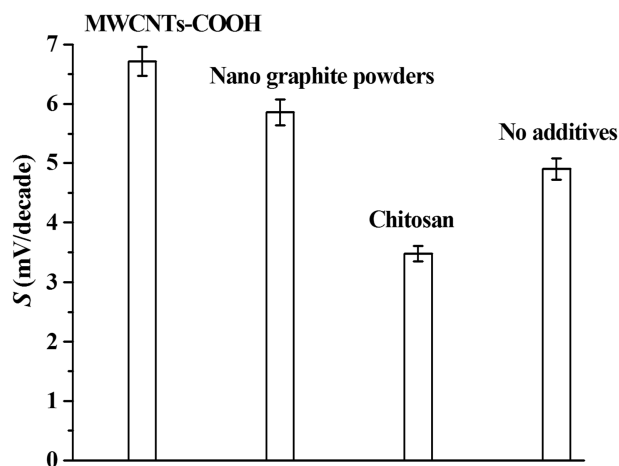 MWCNTs-COOH
Nano graphite powders
No additives
Chitosan
S (mV/decade)
7
6
5
4
3
2
1
0